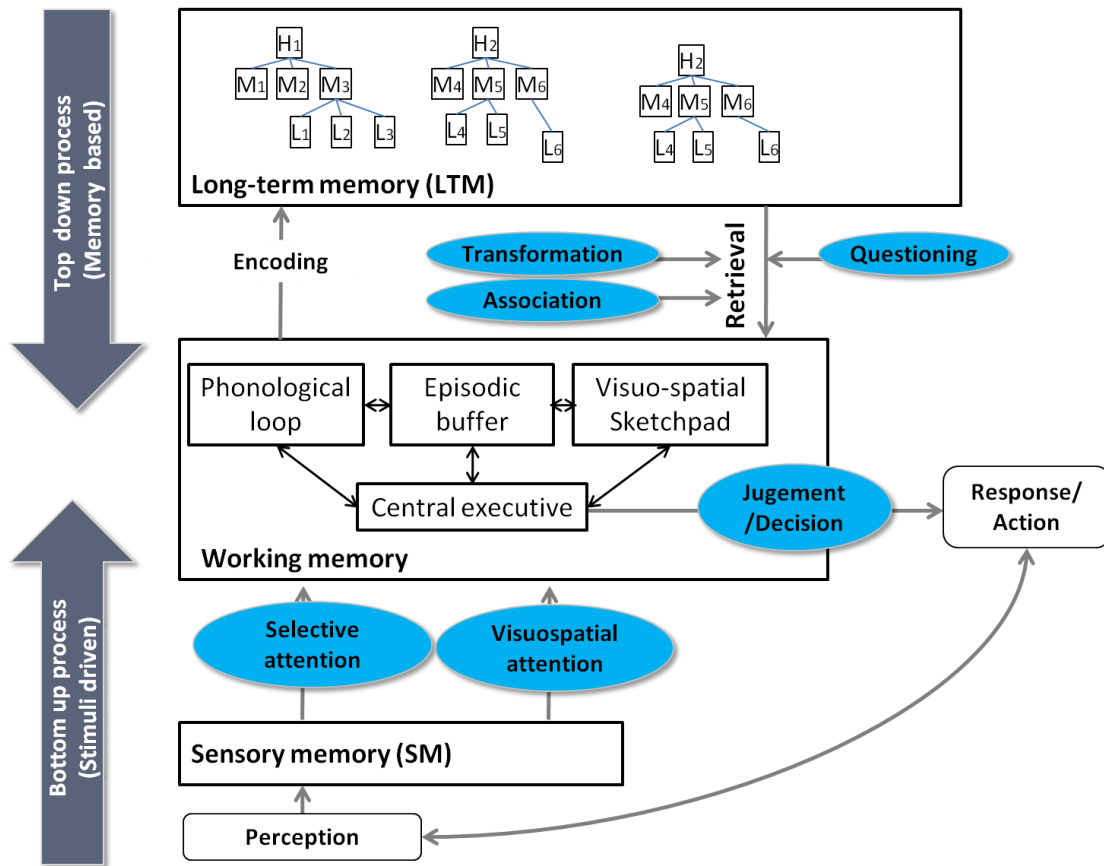 Top down process
(Memory based)
H1
M1 M2 M3
L1 L2 L3
H2
M4 M5 M6
L4 L5 L6
H2
M4 M5 M6
L4 L5 L6
Long-term memory (LTM)
Encoding
Transformation
Association
Retrieval
Questioning
Phonological
loop
Episodic
buffer
Visuo-spatial
Sketchpad
Central executive
Working memory
Jugement
/Decision
Response/
Action
Bottom up process
(Stimuli driven)
Selective
attention
Visuospatial
attention
Sensory memory (SM)
Perception